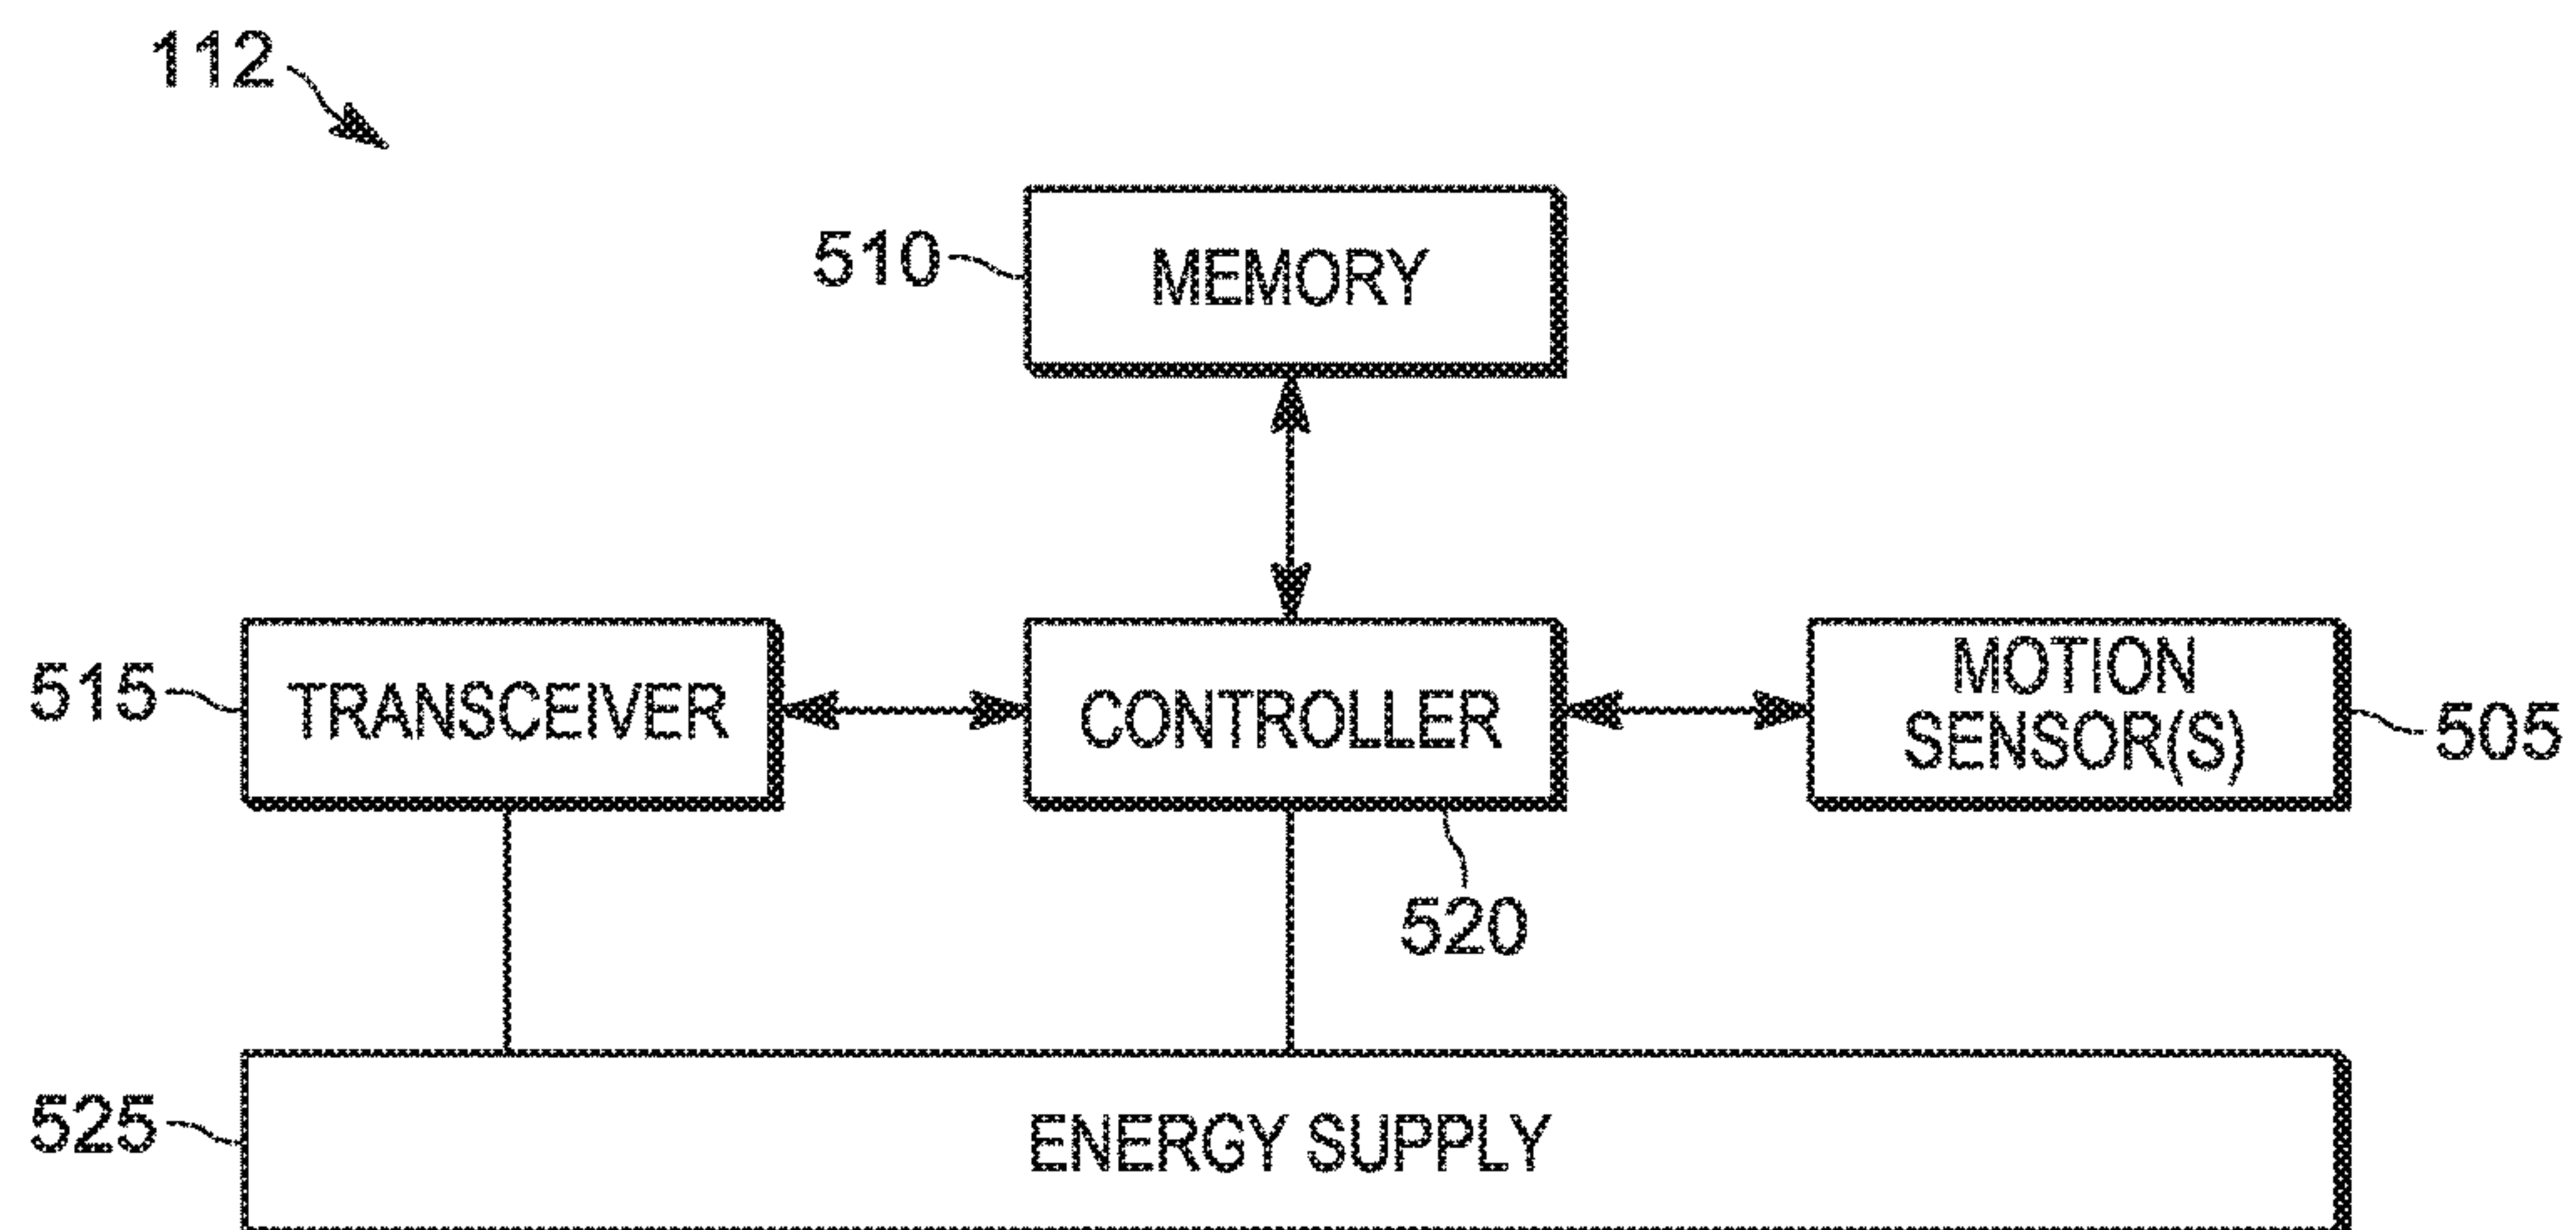 112
510
MEMORY
515
TRANSCEIVER
CONTROLLER
MOTION
SENSOR(S)
505
520
525
ENERGY SUPPLY